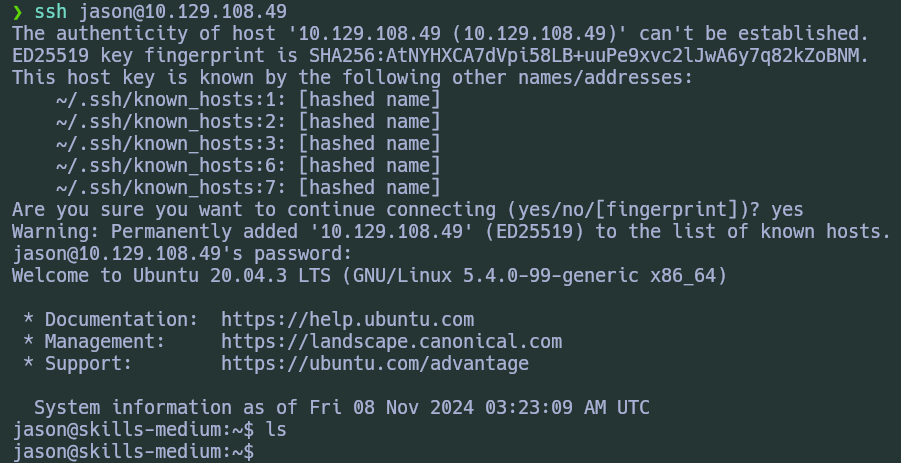 ❯ ssh jason@10.129.108.49
The authenticity of host '10.129.108.49 (10.129.108.49)' can't be established.
ED25519 key fingerprint is SHA256:AtNYHXCA7dVpi58LB+uuPe9xvc2lJwA6y7q82kZoBNM.
This host key is known by the following other names/addresses:
    ~/.ssh/known_hosts:1: [hashed name]
    ~/.ssh/known_hosts:2: [hashed name]
    ~/.ssh/known_hosts:3: [hashed name]
    ~/.ssh/known_hosts:6: [hashed name]
    ~/.ssh/known_hosts:7: [hashed name]
Are you sure you want to continue connecting (yes/no/[fingerprint])? yes
Warning: Permanently added '10.129.108.49' (ED25519) to the list of known hosts.
jason@10.129.108.49's password:
Welcome to Ubuntu 20.04.3 LTS (GNU/Linux 5.4.0-99-generic x86_64)

 * Documentation:  https://help.ubuntu.com
 * Management:     https://landscape.canonical.com
 * Support:        https://ubuntu.com/advantage

  System information as of Fri 08 Nov 2024 03:23:09 AM UTC
jason@skills-medium:~$ ls
jason@skills-medium:~$